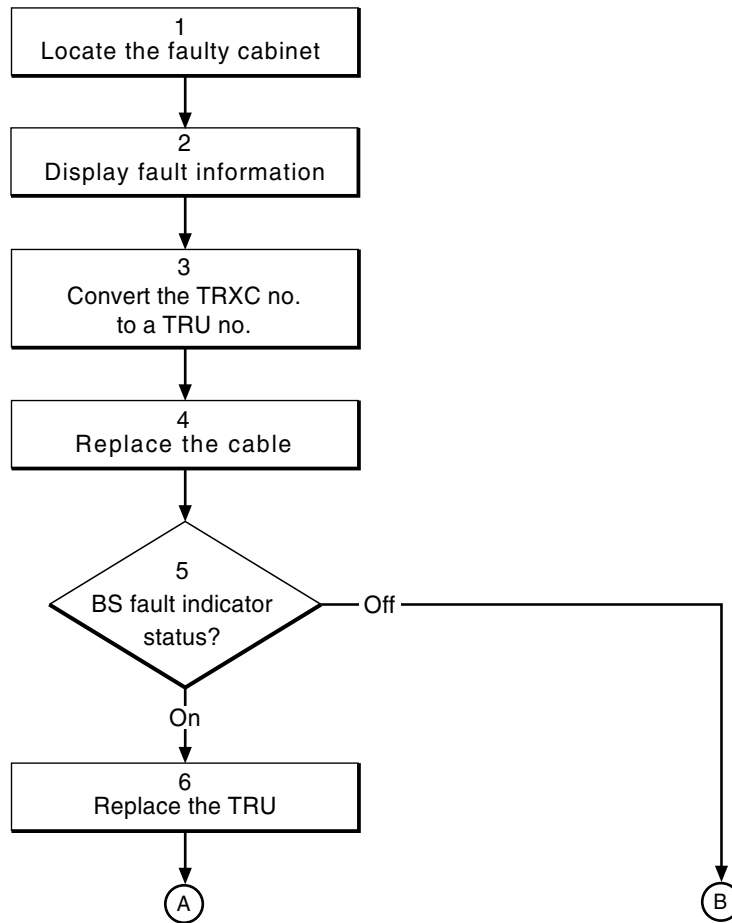 1
Locate the faulty cabinet
2
Display fault information
3
Convert the TRXC no.
to a TRU no.
4
Replace the cable
5
BS fault indicator
status?
Off
On
6
Replace the TRU
A
B